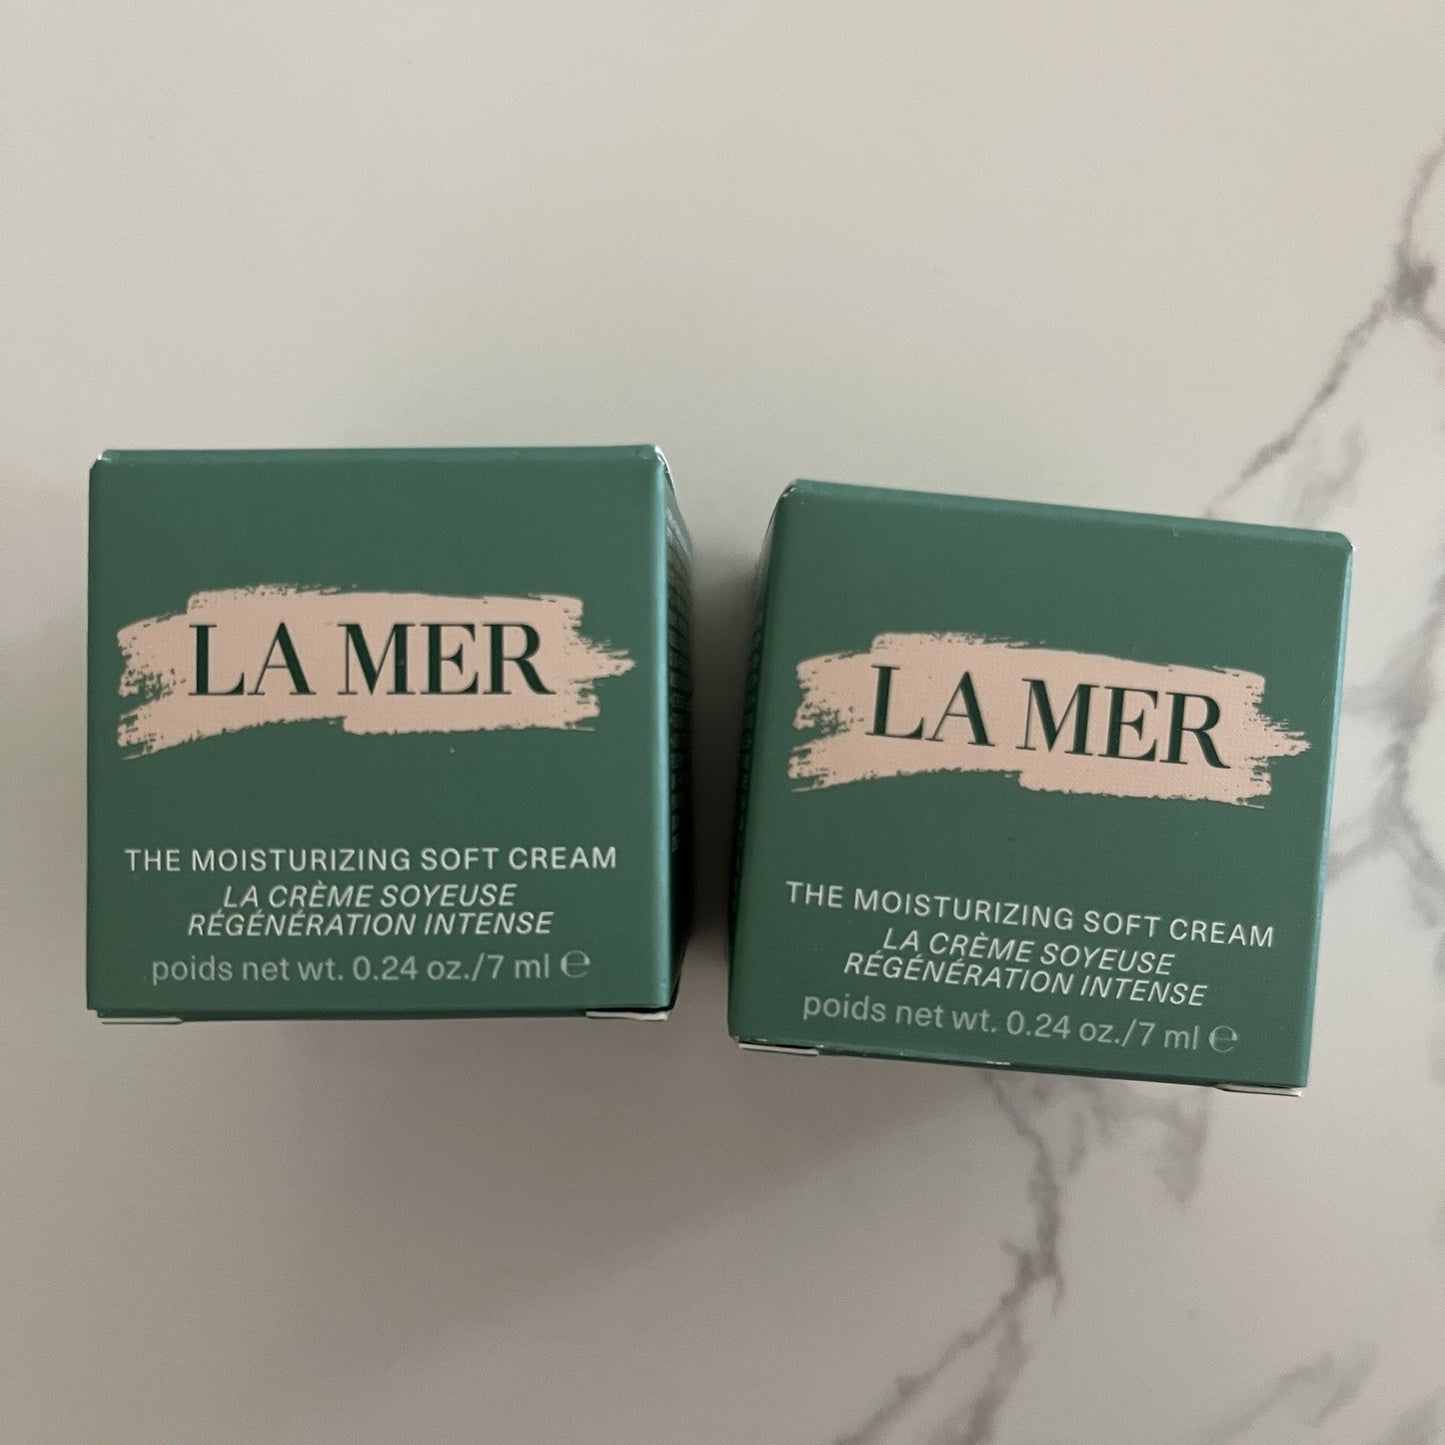 LA MER
THE MOISTURIZING SOFT CREAM
LA CRÈME SOYEUSE
RÉGÉNÉRATION INTENSE
poids net wt. 0.24 oz./7 ml ℮
LA MER
THE MOISTURIZING SOFT CREAM
LA CRÈME SOYEUSE
RÉGÉNÉRATION INTENSE
poids net wt. 0.24 oz./7 ml ℮